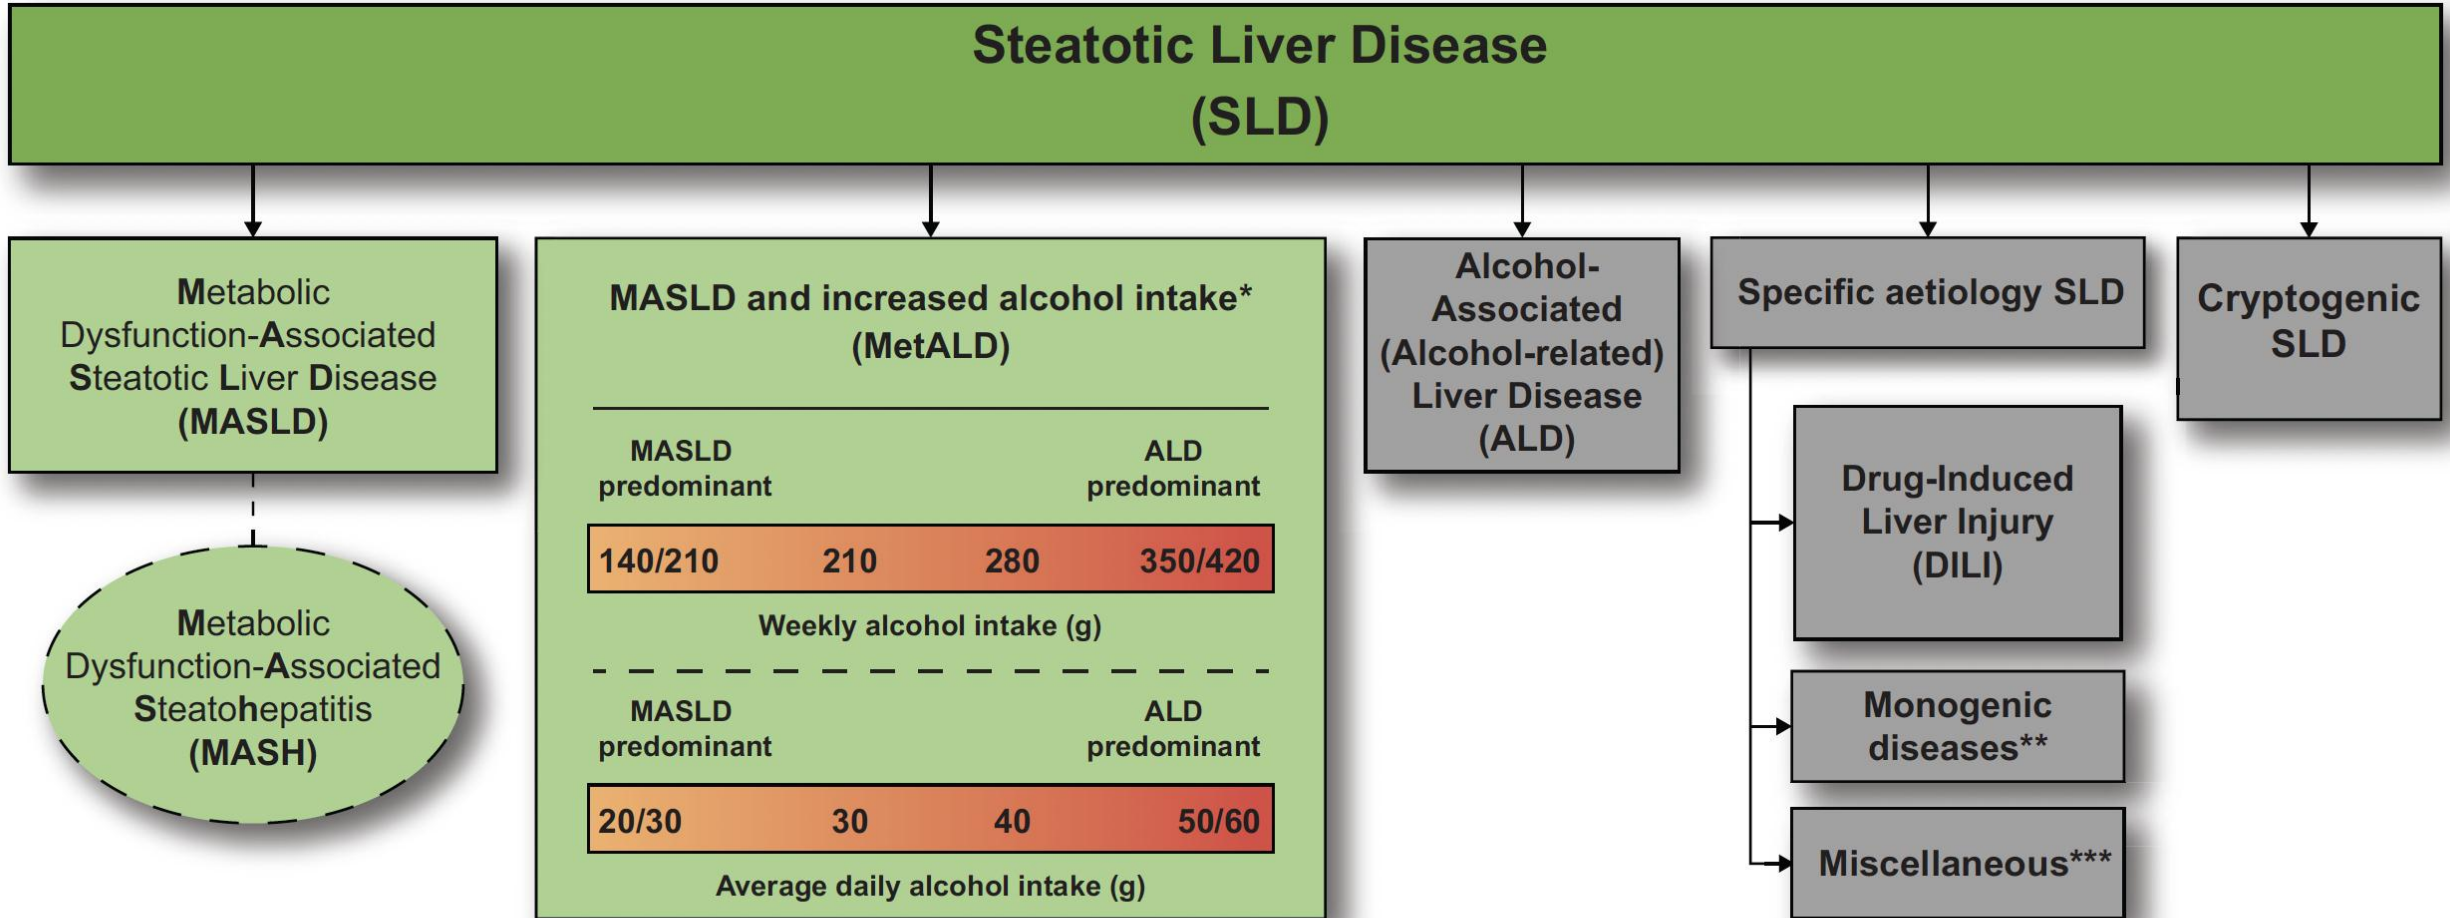 Steatotic Liver Disease
(SLD)
Metabolic
Dysfunction-Associated
Steatotic Liver Disease
(MASLD)
Metabolic
Dysfunction-Associated
Steatohepatitis
(MASH)
MASLD and increased alcohol intake*
(MetALD)
MASLD
predominant
ALD
predominant
140/210 210 280 350/420
Weekly alcohol intake (g)
MASLD
predominant
ALD
predominant
20/30 30 40 50/60
Average daily alcohol intake (g)
Alcohol-
Associated
(Alcohol-related)
Liver Disease
(ALD)
Specific aetiology SLD
Drug-Induced
Liver Injury
(DILI)
Monogenic
diseases**
Miscellaneous***
Cryptogenic
SLD